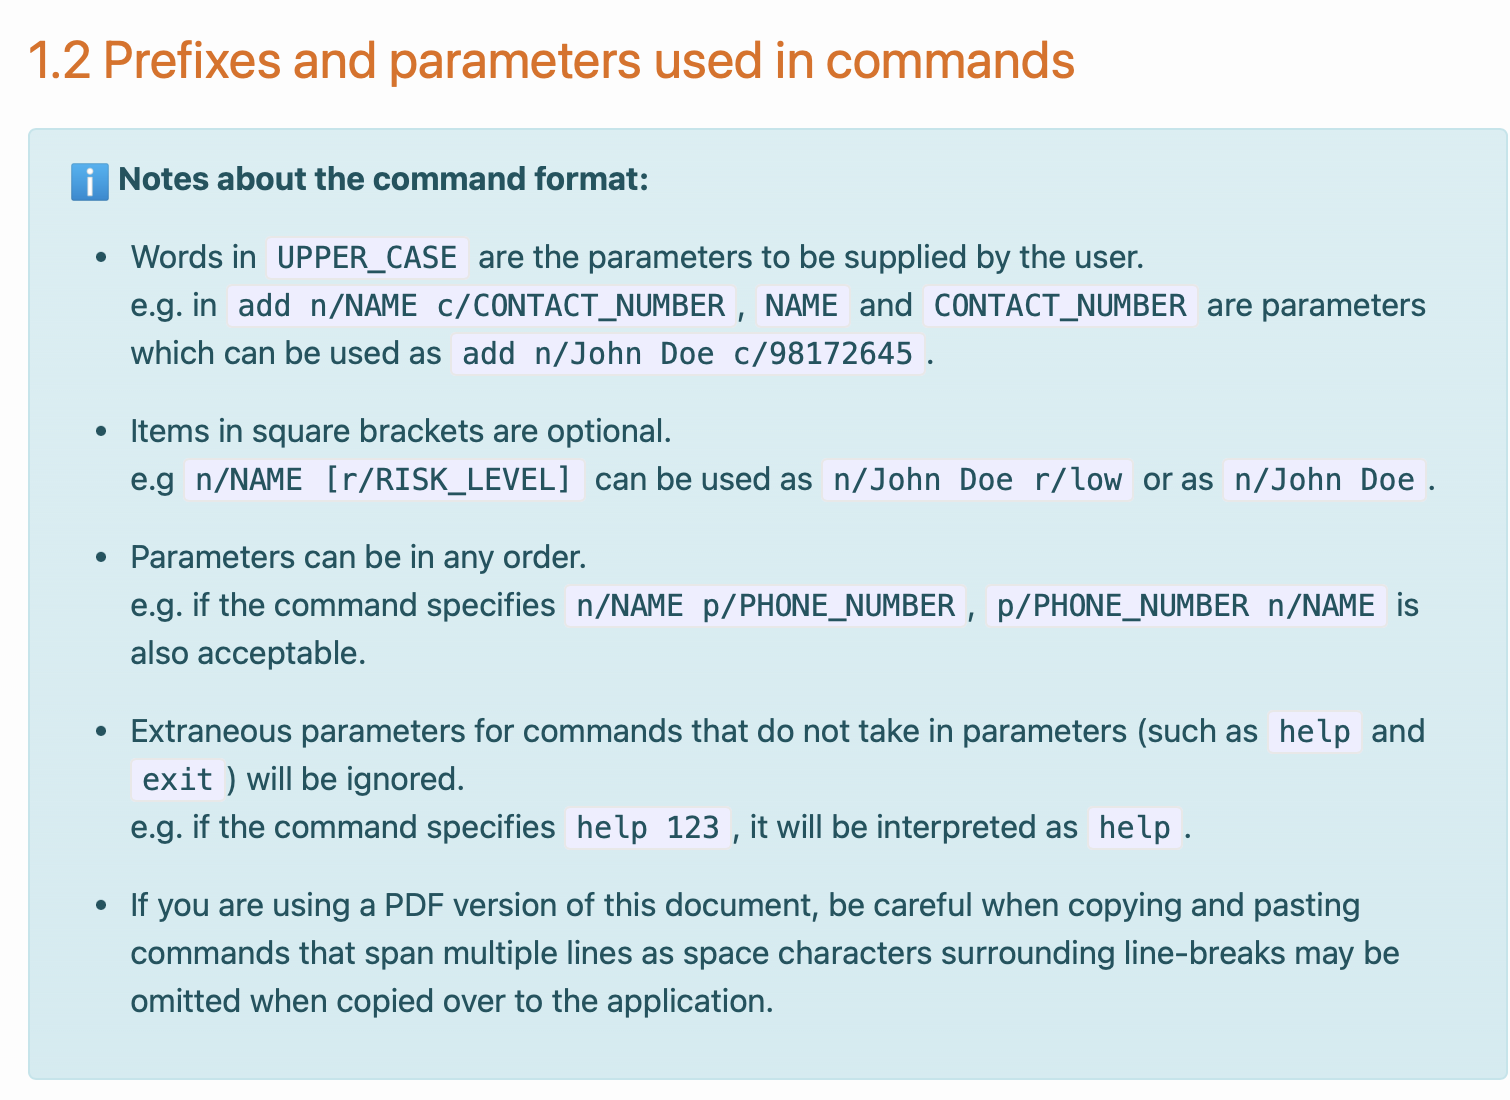 1.2 Prefixes and parameters used in commands
Notes about the command format:
• Words in UPPER_CASE are the parameters to be supplied by the user.
e.g. in add n/NAME c/CONTACT_NUMBER , NAME and CONTACT_NUMBER are parameters
which can be used as add n/John Doe c/98172645 .
• Items in square brackets are optional.
e.g n/NAME [r/RISK_LEVEL] can be used as n/John Doe r/low or as n/John Doe .
• Parameters can be in any order.
e.g. if the command specifies n/NAME p/PHONE_NUMBER , p/PHONE_NUMBER n/NAME is
also acceptable.
• Extraneous parameters for commands that do not take in parameters (such as help and
exit ) will be ignored.
e.g. if the command specifies help 123 , it will be interpreted as help .
• If you are using a PDF version of this document, be careful when copying and pasting
commands that span multiple lines as space characters surrounding line-breaks may be
omitted when copied over to the application.